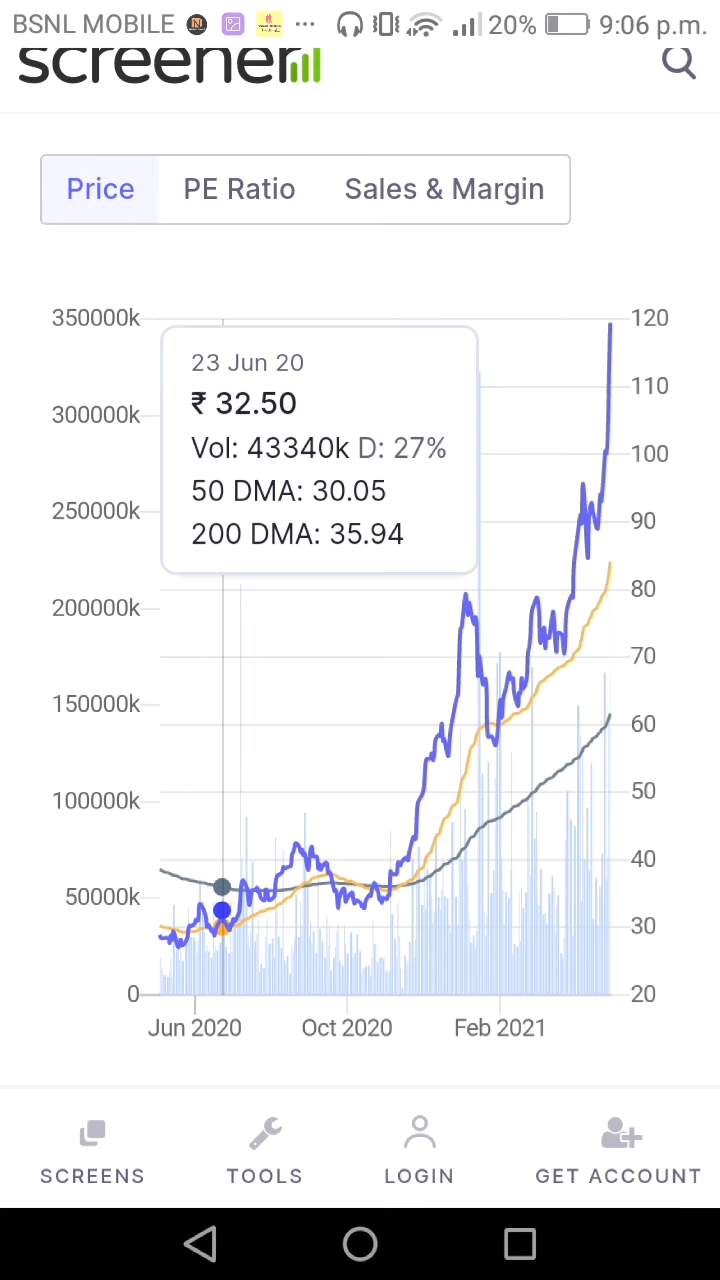 BSNL MOBILE 20% 9:06 p.m.
screener
Price PE Ratio Sales & Margin
350000k 120
23 Jun 20
110
₹ 32.50
300000k
Vol: 43340k D: 27%
100
50 DMA: 30.05
250000k 90
200 DMA: 35.94
200000k 80
70
150000k 60
100000k 50
40
50000k 30
0 20
Jun 2020 Oct 2020 Feb 2021
SCREENS TOOLS LOGIN GET ACCOUNT